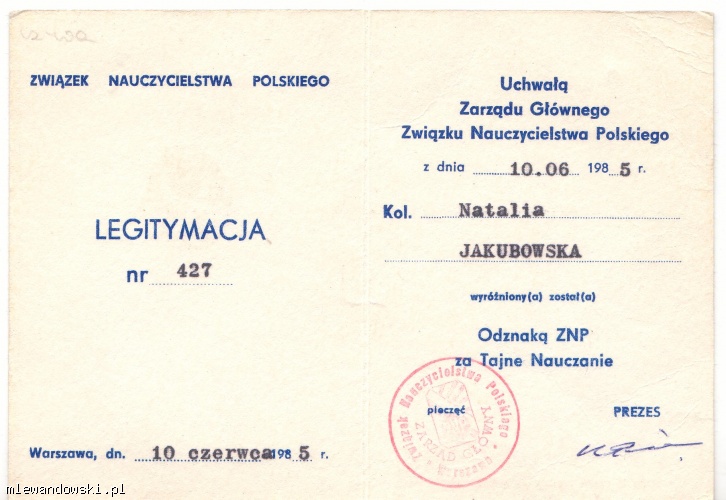 ZWIĄZEK NAUCZYCIELSTWA POLSKIEGO
LEGITYMACJA
nr 427
Warszawa, dn. 10 czerwca 1985 r.
Uchwałą
Zarządu Głównego
Związku Nauczycielstwa Polskiego
z dnia 10.06 1985 r.
Kol. Natalia
JAKUBOWSKA
wyróżniony(a) został(a)
Odznaką ZNP
za Tajne Nauczanie
pieczęć
PREZES
Związek Nauczycielstwa Polskiego
ZARZĄD GŁÓWNY
Warszawa
mlewandowski.pl